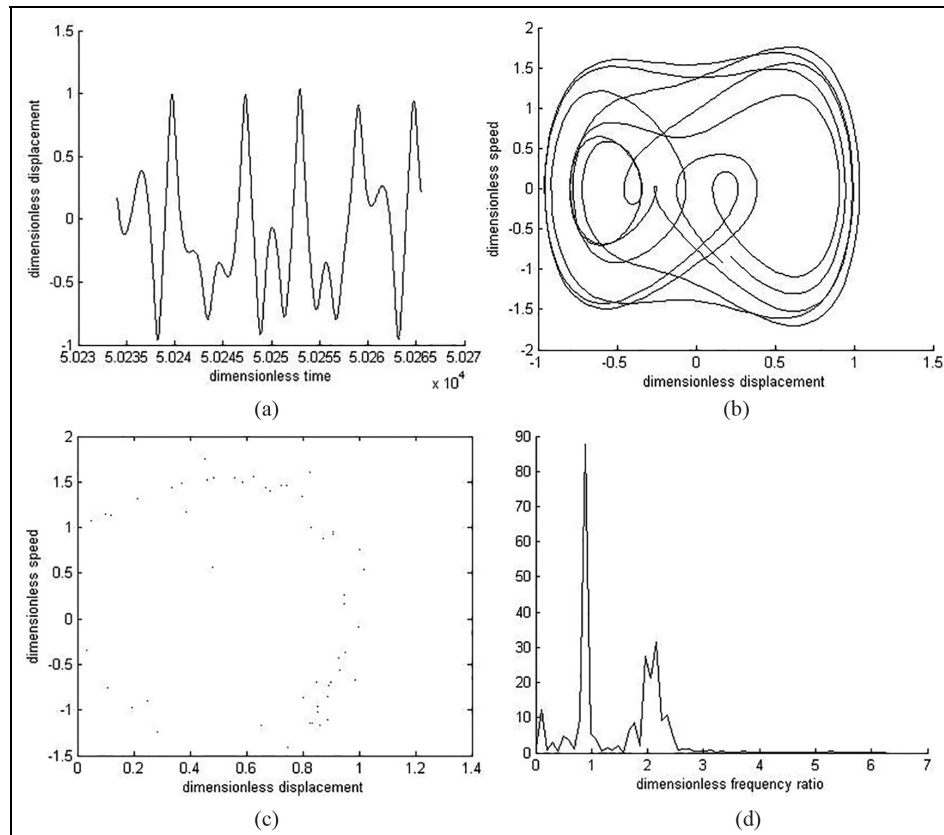 1.5
1
0.5
0
-0.5
-1
dimensionless displacement
5.023 5.0235 5.024 5.0245 5.025 5.0255 5.026 5.0265 5.027
dimensionless time
x 10⁴
(a)
2
1.5
1
0.5
0
-0.5
-1
-1.5
-2
dimensionless speed
-1 -0.5 0 0.5 1 1.5
dimensionless displacement
(b)
2
1.5
1
0.5
0
-0.5
-1
-1.5
dimensionless speed
0 0.2 0.4 0.6 0.8 1 1.2 1.4
dimensionless displacement
(c)
90
80
70
60
50
40
30
20
10
0
0 1 2 3 4 5 6 7
dimensionless frequency ratio
(d)